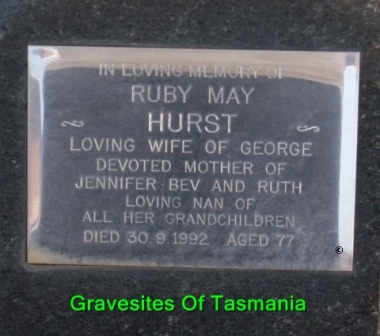 IN LOVING MEMORY OF
RUBY MAY
HURST
LOVING WIFE OF GEORGE
DEVOTED MOTHER OF
JENNIFER BEV AND RUTH
LOVING NAN OF
ALL HER GRANDCHILDREN
DIED 30.9.1992 AGED 77
©
Gravesites Of Tasmania